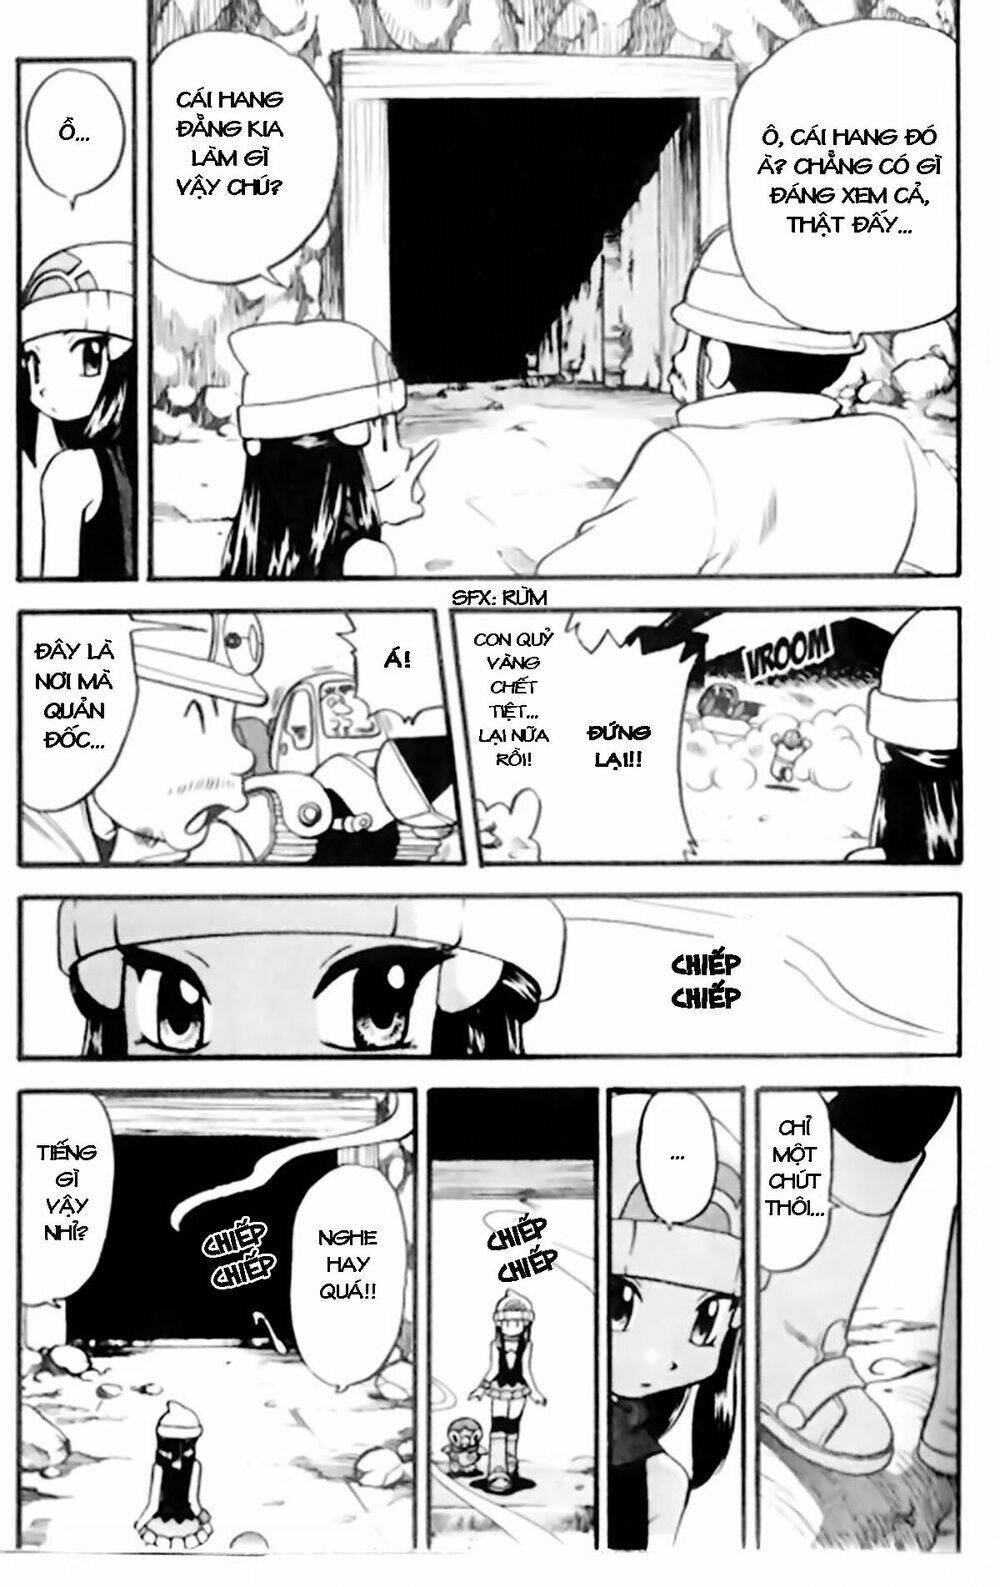 Ồ...
CÁI HANG
ĐẰNG KIA
LÀM GÌ
VẬY CHÚ?
Ô, CÁI HANG ĐÓ
À? CHẲNG CÓ GÌ
ĐÁNG XEM CẢ,
THẬT ĐẤY...
SFX: RỪM
ĐÂY LÀ
NƠI MÀ
QUẢN
ĐỐC...
Á!
CON QUỶ
VÀNG
CHẾT
TIỆT...
LẠI NỮA
RỒI!
ĐỨNG
LẠI!!
VROOM
CHIẾP
CHIẾP
TIẾNG
GÌ
VẬY
NHỈ?
CHIẾP
CHIẾP
NGHE
HAY
QUÁ!!
CHIẾP
CHIẾP
...
CHỈ
MỘT
CHÚT
THÔI...